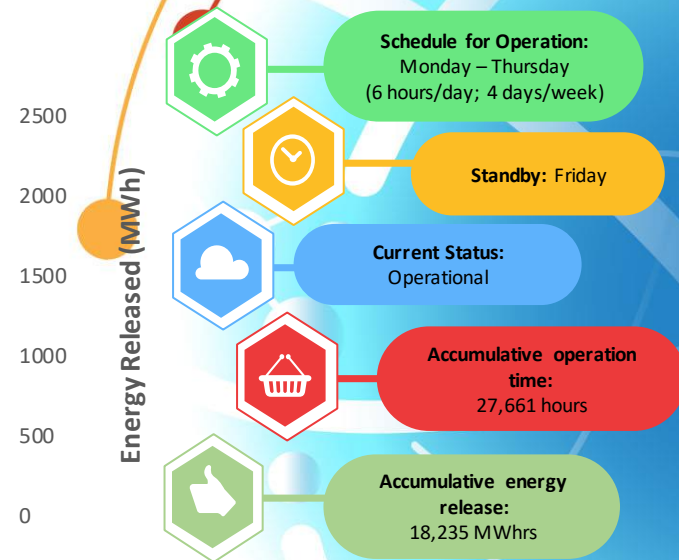 Schedule for Operation:
Monday – Thursday
(6 hours/day; 4 days/week)
Standby: Friday
Current Status:
Operational
Accumulative operation
time:
27,661 hours
Accumulative energy
release:
18,235 MWhrs
Energy Released (MWh)
2500
2000
1500
1000
500
0